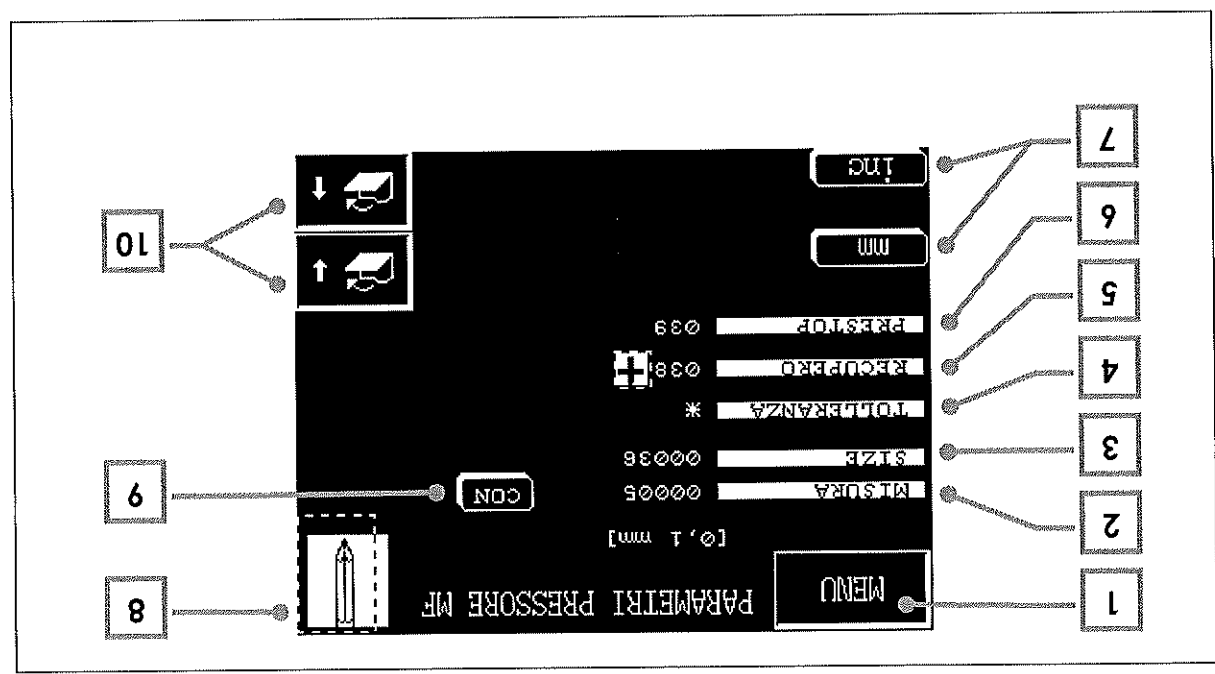 1
MENU
PARAMETRI PRESSORE MF
8
[0,1 mm]
2
MISURA 00005
CON
9
3
SIZE 00036
4
TOLLERANZA *
5
RECUPERO 038 +
6
PRESTOP 039
7
mm
inc
10